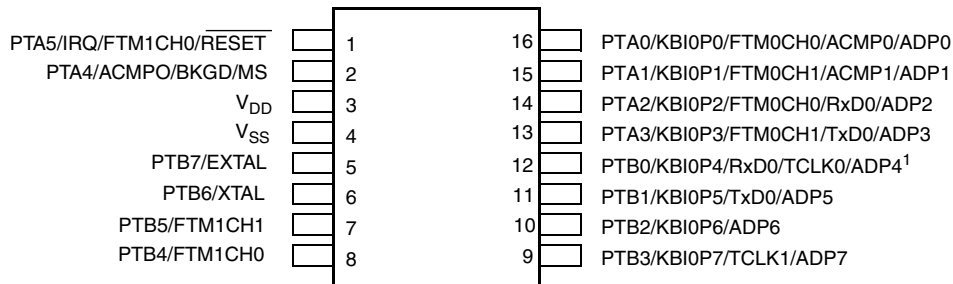 PTA5/IRQ/FTM1CH0/RESET 1 16 PTA0/KBI0P0/FTM0CH0/ACMP0/ADP0
PTA4/ACMPO/BKGD/MS 2 15 PTA1/KBI0P1/FTM0CH1/ACMP1/ADP1
VDD 3 14 PTA2/KBI0P2/FTM0CH0/RxD0/ADP2
VSS 4 13 PTA3/KBI0P3/FTM0CH1/TxD0/ADP3
PTB7/EXTAL 5 12 PTB0/KBI0P4/RxD0/TCLK0/ADP4¹
PTB6/XTAL 6 11 PTB1/KBI0P5/TxD0/ADP5
PTB5/FTM1CH1 7 10 PTB2/KBI0P6/ADP6
PTB4/FTM1CH0 8 9 PTB3/KBI0P7/TCLK1/ADP7